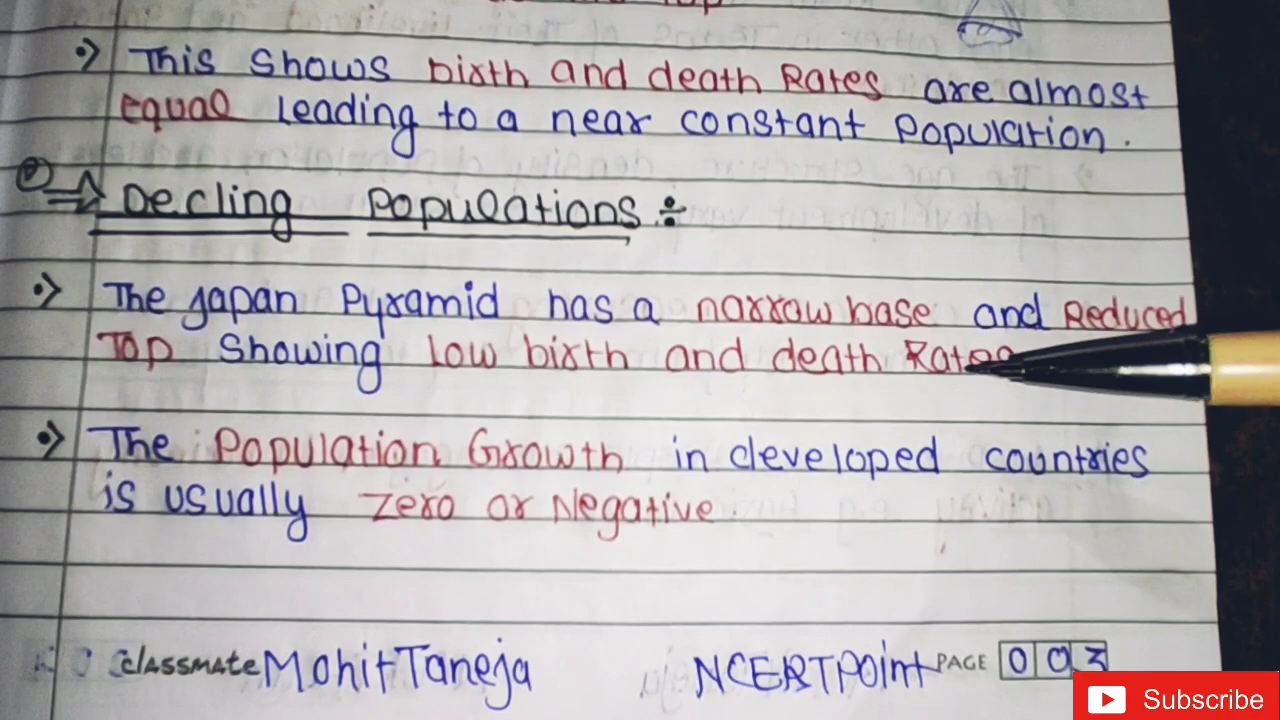 •> This shows birth and death Rates are almost
equal leading to a near constant Population.
⇒ Decling Populations ÷
•> The Japan Pyramid has a narrow base and Reduced
Top showing low birth and death Rates
•> The Population Growth in developed countries
is usually Zero or Negative
classmate Mohit Taneja NCERTPoint PAGE 003
Subscribe